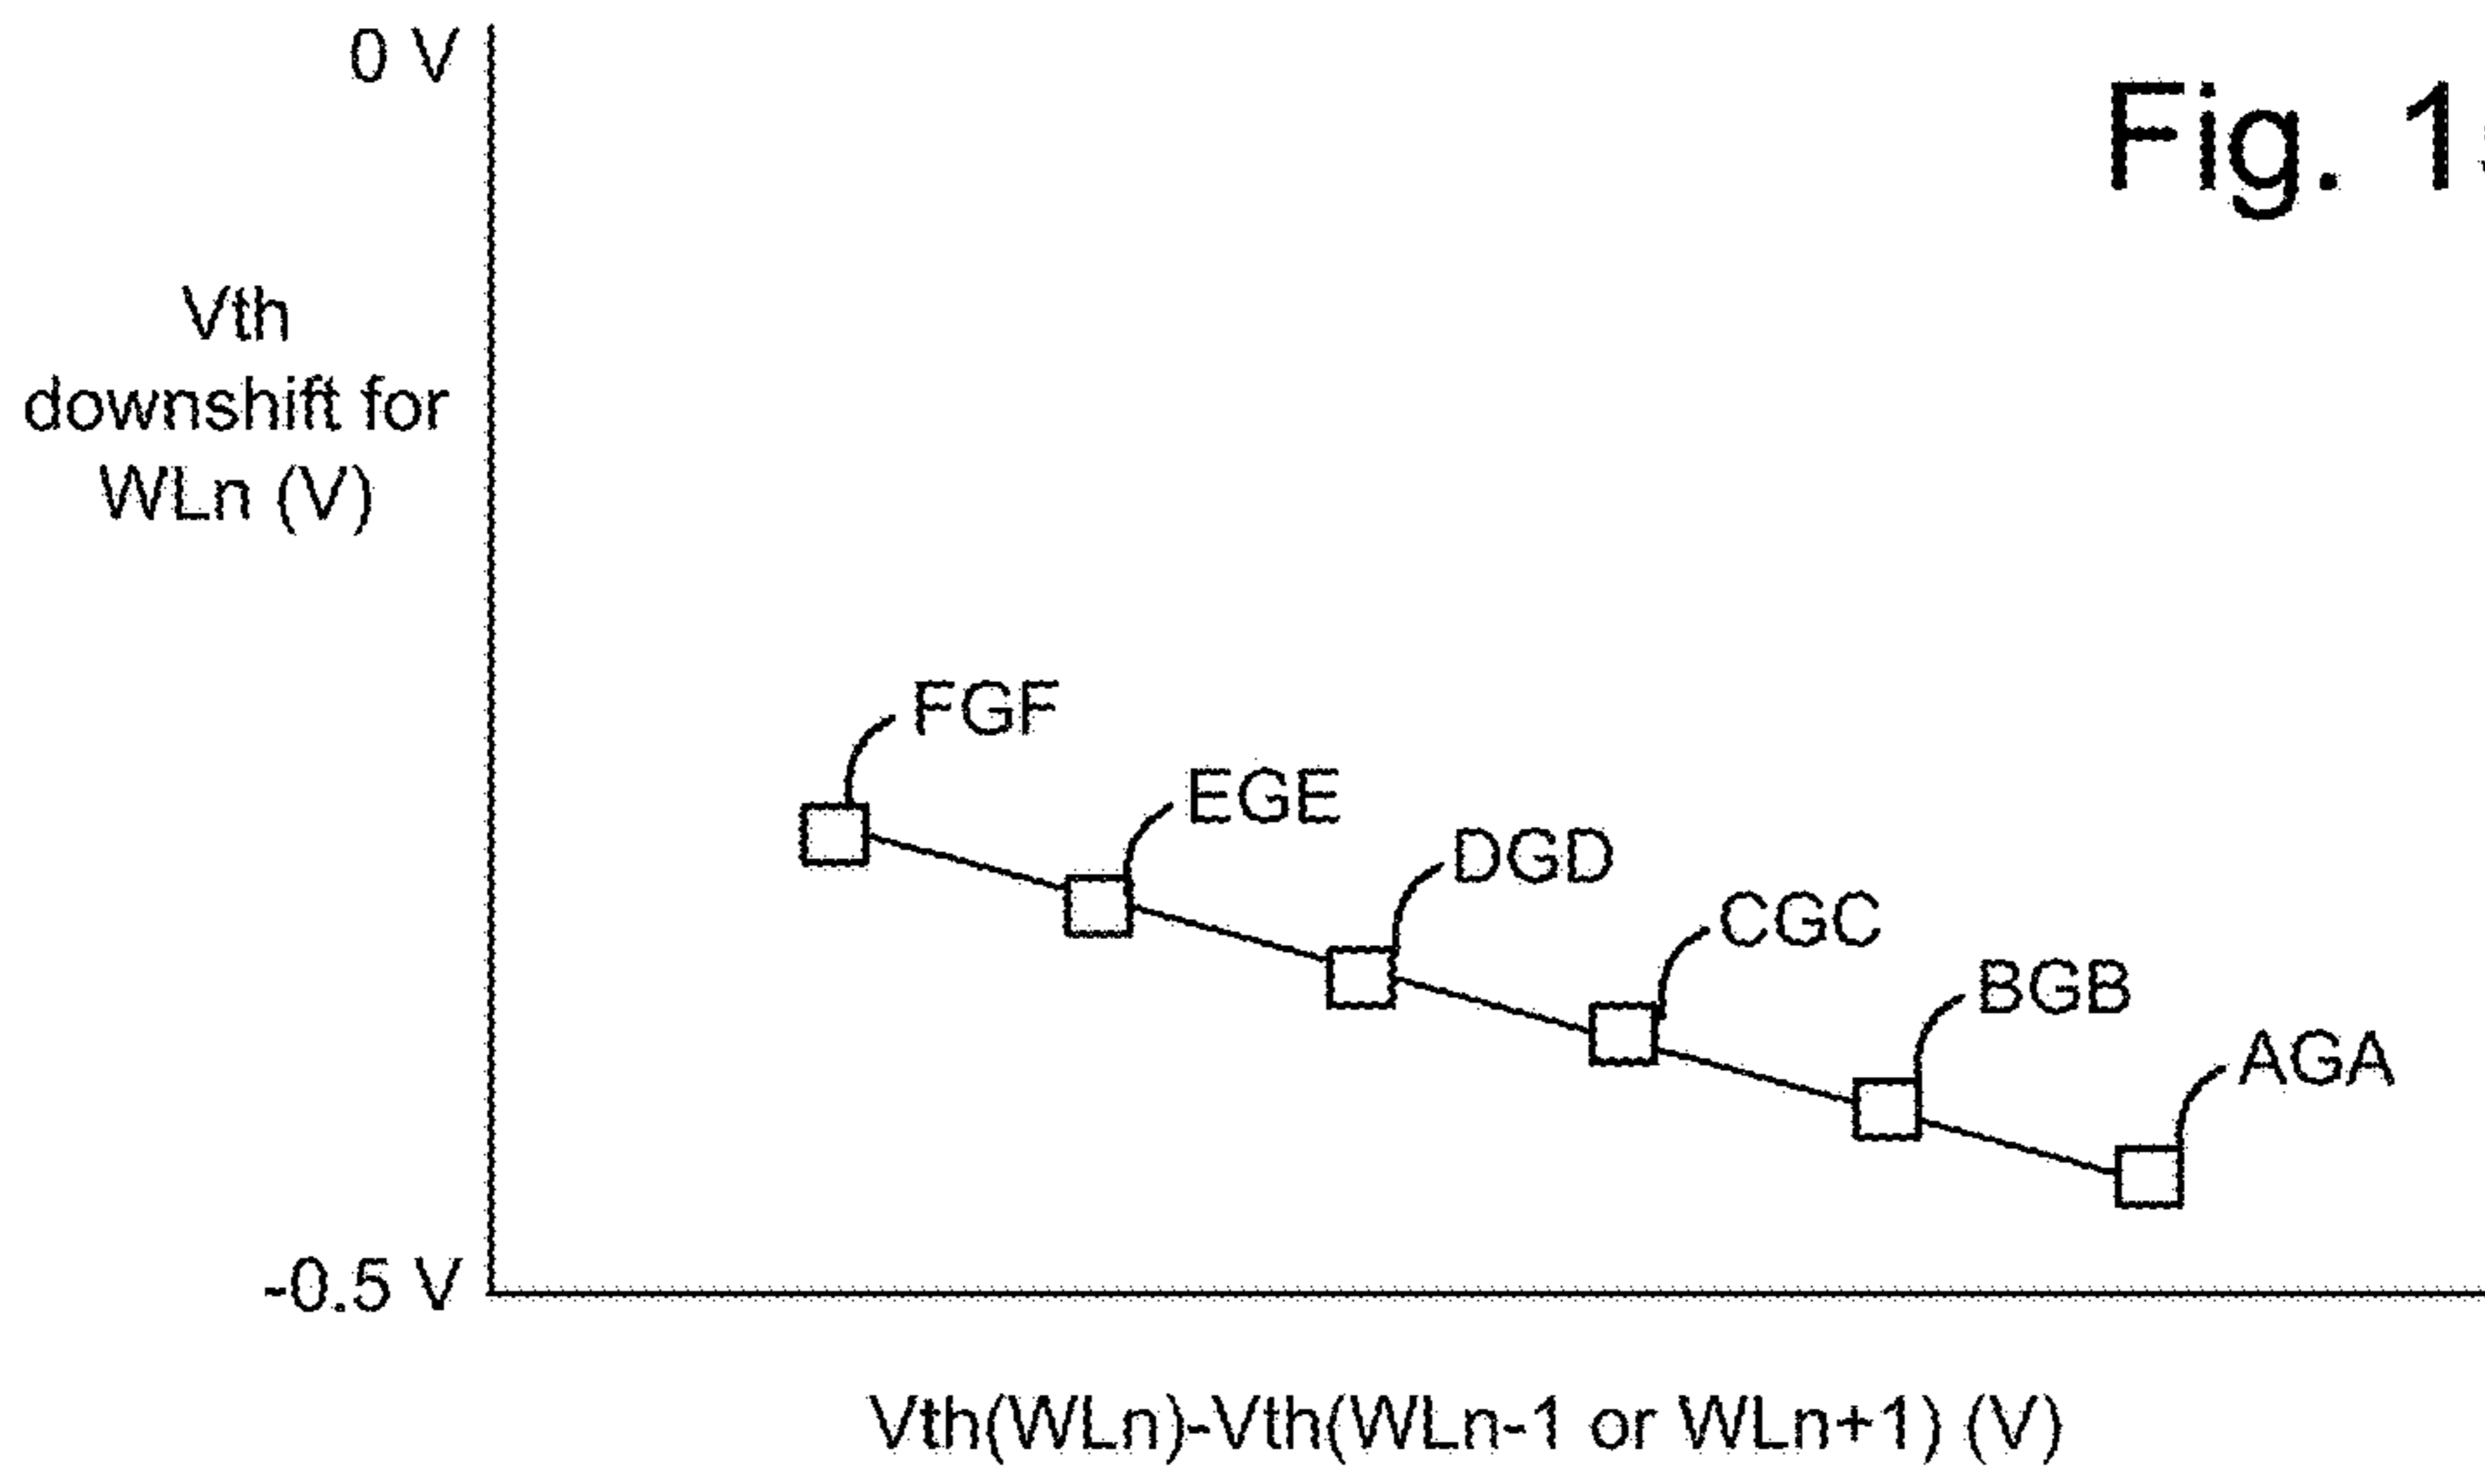 0 V
Fig. 1
Vth
downshift for
WLn (V)
FGF
EGE
DGD
CGC
BGB
AGA
-0.5 V
Vth(WLn)-Vth(WLn-1 or WLn+1) (V)